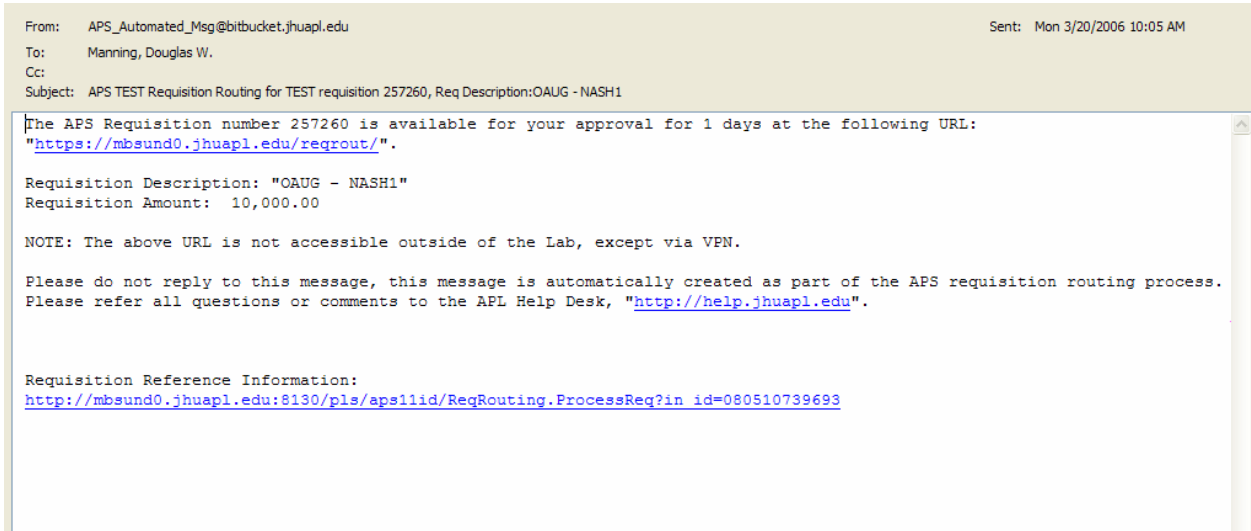 From: APS_Automated_Msg@bitbucket.jhuapl.edu Sent: Mon 3/20/2006 10:05 AM
To: Manning, Douglas W.
Cc:
Subject: APS TEST Requisition Routing for TEST requisition 257260, Req Description:OAUG - NASH1
The APS Requisition number 257260 is available for your approval for 1 days at the following URL:
"https://mbsund0.jhuapl.edu/reqrout/".
Requisition Description: "OAUG - NASH1"
Requisition Amount: 10,000.00
NOTE: The above URL is not accessible outside of the Lab, except via VPN.
Please do not reply to this message, this message is automatically created as part of the APS requisition routing process.
Please refer all questions or comments to the APL Help Desk, "http://help.jhuapl.edu".
Requisition Reference Information:
http://mbsund0.jhuapl.edu:8130/pls/aps11id/ReqRouting.ProcessReq?in_id=080510739693